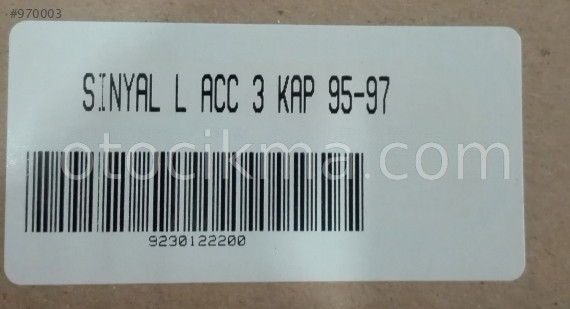 #970003
SINYAL L ACC 3 KAP 95-97
otocikma.com
9230122200